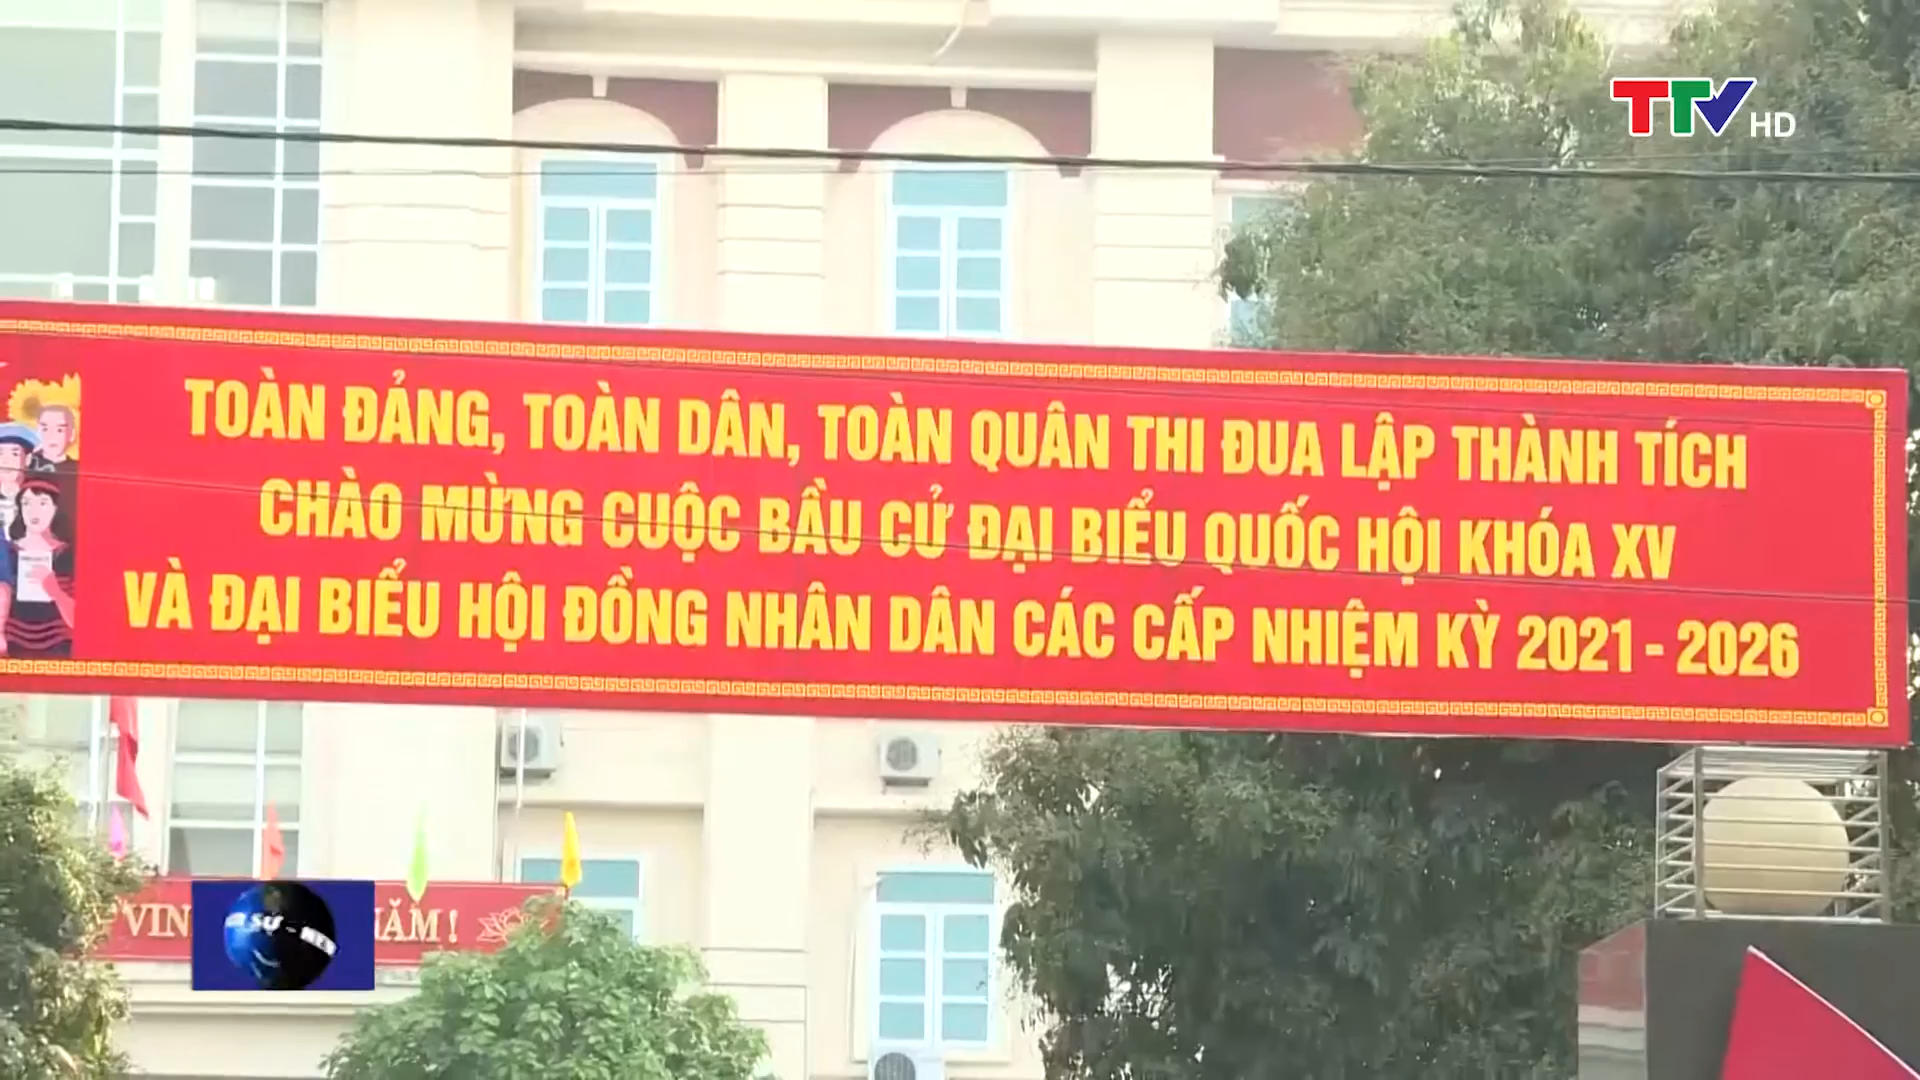 TTV HD
TOÀN ĐẢNG, TOÀN DÂN, TOÀN QUÂN THI ĐUA LẬP THÀNH TÍCH
CHÀO MỪNG CUỘC BẦU CỬ ĐẠI BIỂU QUỐC HỘI KHÓA XV
VÀ ĐẠI BIỂU HỘI ĐỒNG NHÂN DÂN CÁC CẤP NHIỆM KỲ 2021 - 2026
SỰ -